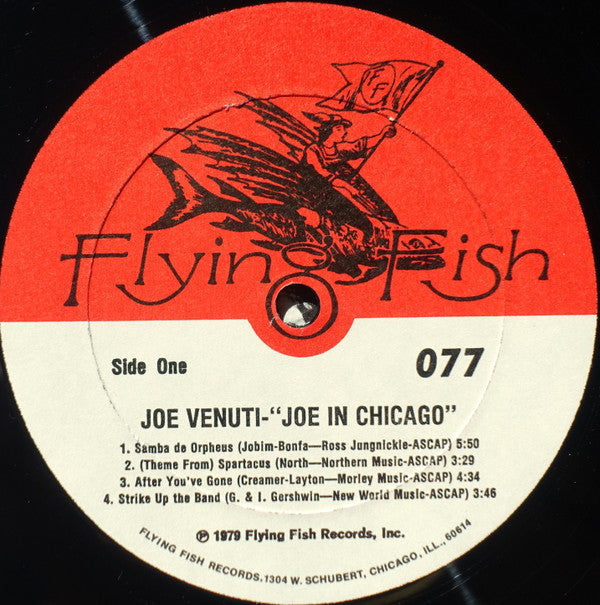 FF
Flying Fish
Side One
077
JOE VENUTI-"JOE IN CHICAGO"
1. Samba de Orpheus (Jobim-Bonfa—Ross Jungnickle-ASCAP) 5:50
2. (Theme From) Spartacus (North—Northern Music-ASCAP) 3:29
3. After You've Gone (Creamer-Layton—Morley Music-ASCAP) 4:34
4. Strike Up the Band (G. & I. Gershwin—New World Music-ASCAP) 3:46
℗ 1979 Flying Fish Records, Inc.
FLYING FISH RECORDS, 1304 W. SCHUBERT, CHICAGO, ILL., 60614